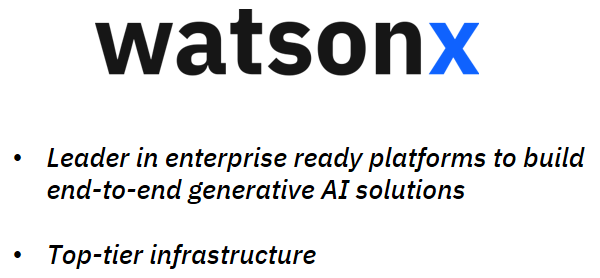 watsonx
• Leader in enterprise ready platforms to build
end-to-end generative AI solutions
• Top-tier infrastructure